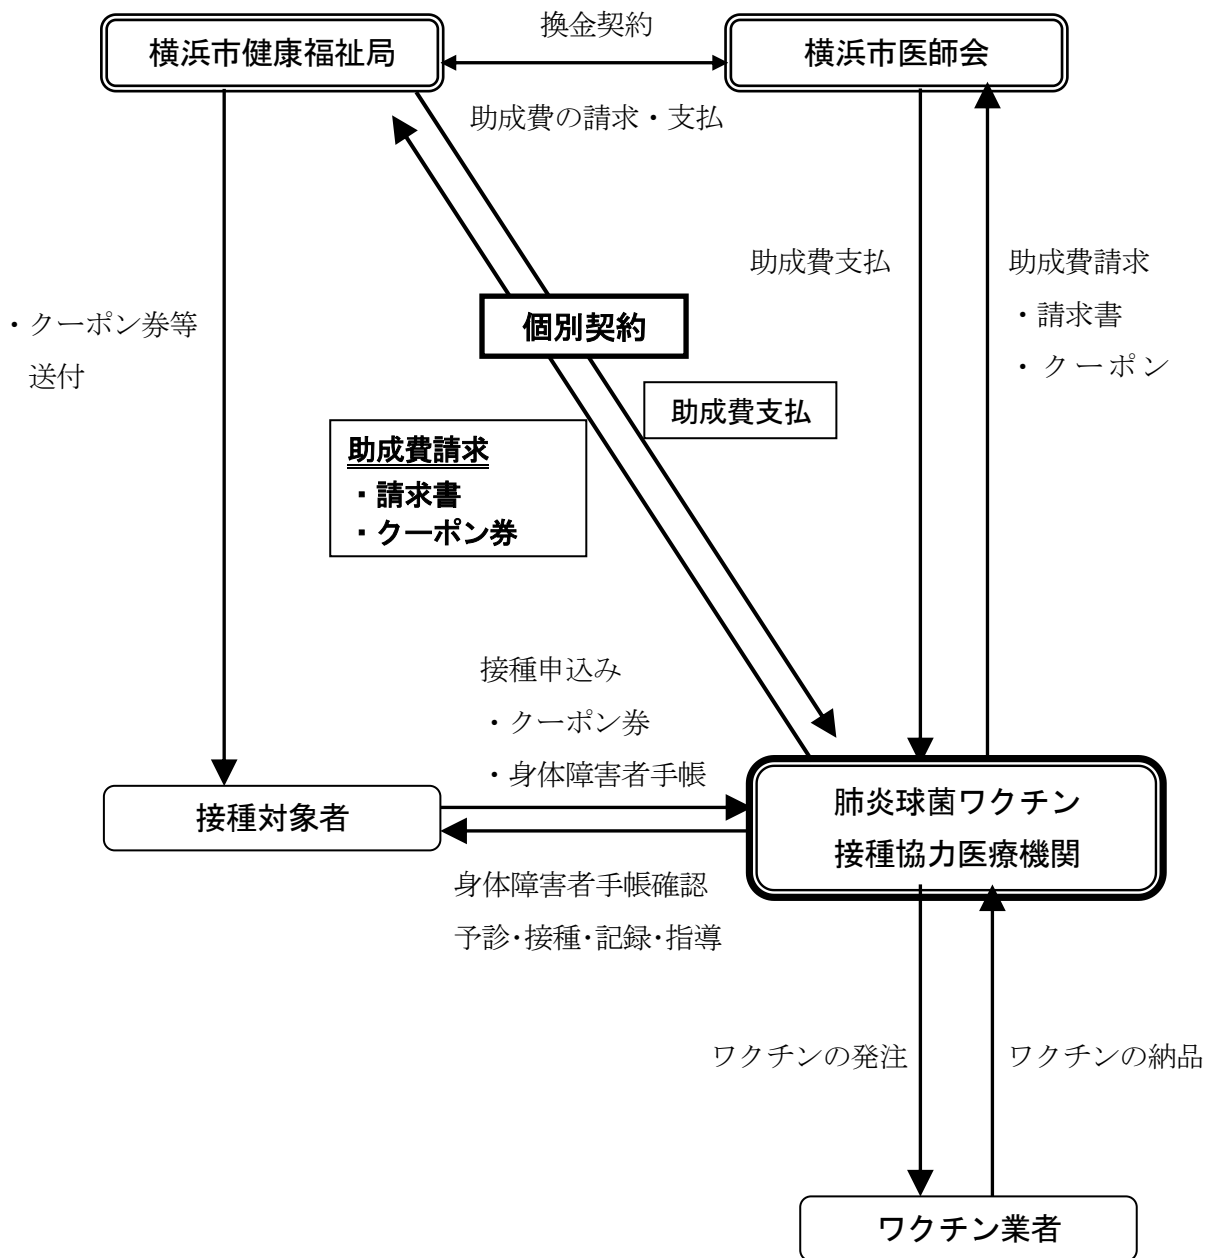 換金契約
横浜市健康福祉局
横浜市医師会
助成費の請求・支払
助成費支払
助成費請求
・請求書
・クーポン
・クーポン券等
送付
個別契約
助成費支払
助成費請求
・請求書
・クーポン券
接種申込み
・クーポン券
・身体障害者手帳
接種対象者
肺炎球菌ワクチン
接種協力医療機関
身体障害者手帳確認
予診・接種・記録・指導
ワクチンの発注
ワクチンの納品
ワクチン業者